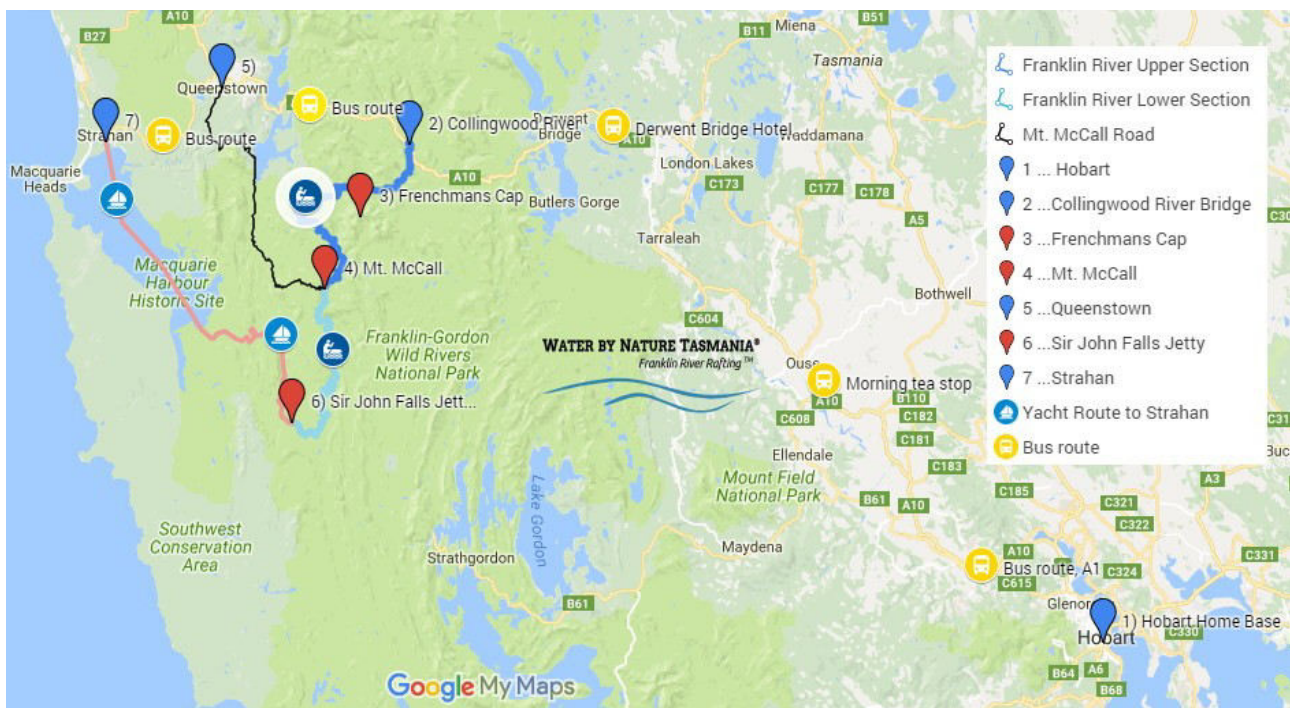 A10
B11
Miena
B51
B27
Tasmania
5)
Queenstown
Bus route
7)
Strahan
Bus route
2) Collingwood River
Bridge
Derwent Bridge Hotel
A10
Waddamana
London Lakes
Macquarie
Heads
A10
C173
C177
C178
3) Frenchmans Cap
Butlers Gorge
A5
Tarraleah
4) Mt. McCall
Macquarie
Harbour
Historic Site
Bothwell
C604
Franklin-Gordon
Wild Rivers
National Park
WATER BY NATURE TASMANIA®
Franklin River Rafting ™
Ouse
Morning tea stop
6) Sir John Falls Jett...
A10
B110
C608
C182
C181
Ellendale
C183
Mount Field
National Park
B61
A10
Lake Gordon
Southwest
Conservation
Area
Strathgordon
Maydena
B61
A10
Bus route, A1
C615
C185
C321
C322
C324
A3
C331
1) Hobart Home Base
Hobart
C330
B64
A6
B68
Google My Maps
Franklin River Upper Section
Franklin River Lower Section
Mt. McCall Road
1 ... Hobart
2 ...Collingwood River Bridge
3 ...Frenchmans Cap
4 ...Mt. McCall
5 ...Queenstown
6 ...Sir John Falls Jetty
7 ...Strahan
Yacht Route to Strahan
Bus route